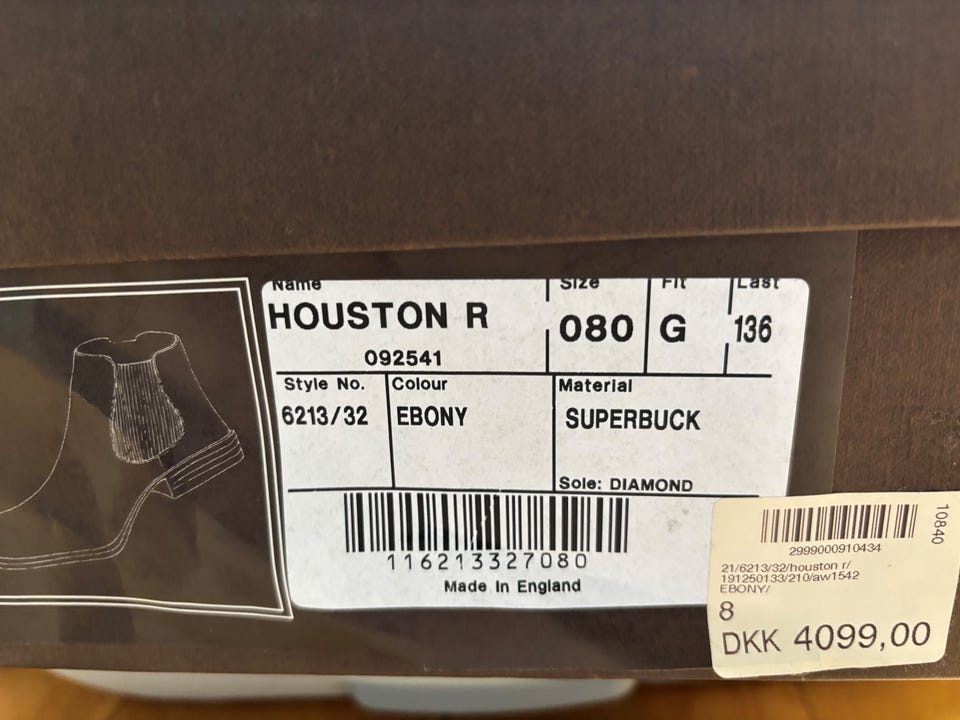 Name Size Fit Last
HOUSTON R 080 G 136
092541
Style No. Colour Material
6213/32 EBONY SUPERBUCK
Sole: DIAMOND
116213327080
Made In England
10840
2999000910434
21/6213/32/houston r/
191250133/210/aw1542
EBONY/
8
DKK 4099,00